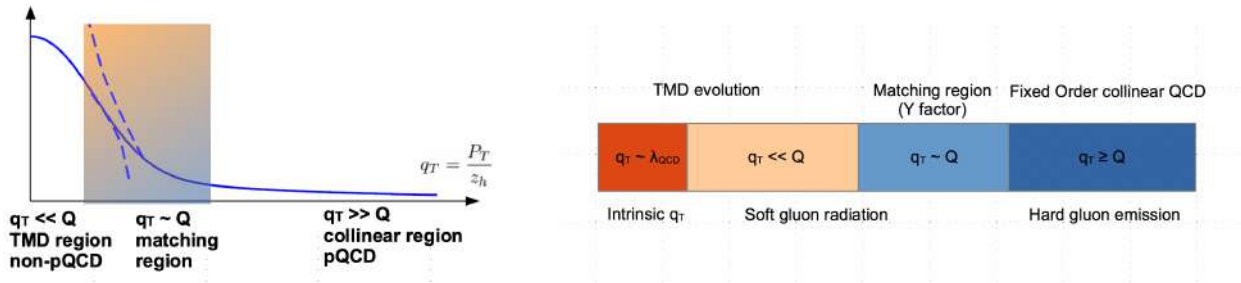 q_T = P_T / z_h
q_T << Q
TMD region
non-pQCD
q_T ~ Q
matching
region
q_T >> Q
collinear region
pQCD
TMD evolution
Matching region
(Y factor)
Fixed Order collinear QCD
q_T ~ λ_QCD
q_T << Q
q_T ~ Q
q_T ≥ Q
Intrinsic q_T
Soft gluon radiation
Hard gluon emission